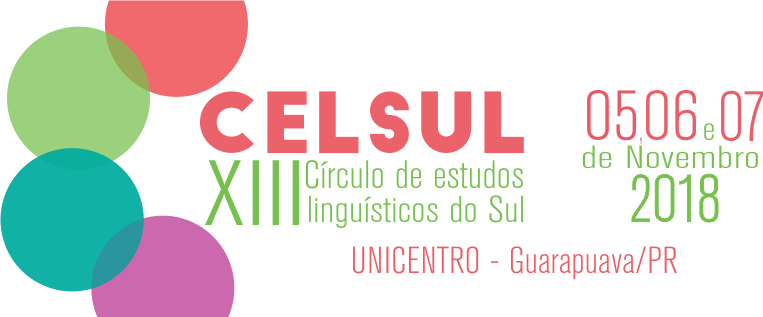 CELSUL
XIII Círculo de estudos
linguísticos do Sul
05,06 e 07
de Novembro
2018
UNICENTRO - Guarapuava/PR